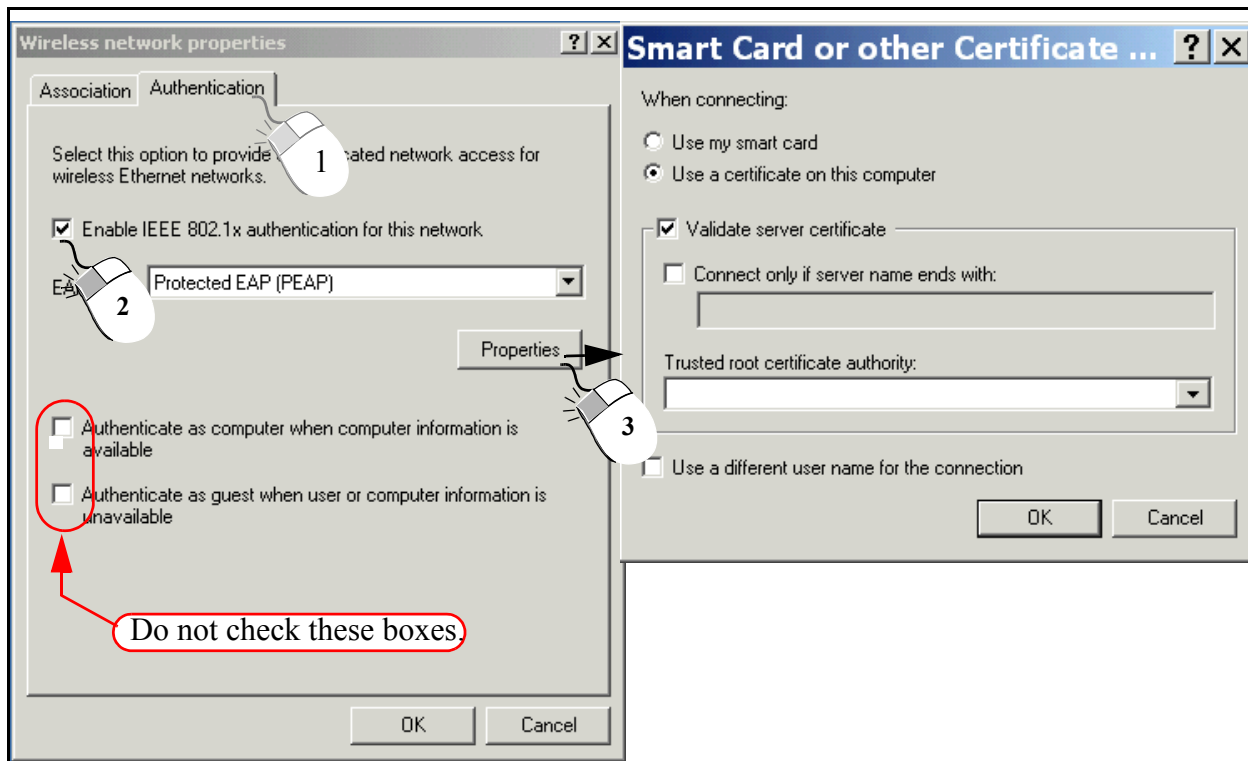 Wireless network properties
Association
Authentication
1
Select this option to provide cated network access for
wireless Ethernet networks.
Enable IEEE 802.1x authentication for this network
Protected EAP (PEAP)
2
Properties
3
Authenticate as computer when computer information is
available
Authenticate as guest when user or computer information is
unavailable
Do not check these boxes.
OK
Cancel
Smart Card or other Certificate ...
When connecting:
Use my smart card
Use a certificate on this computer
Validate server certificate
Connect only if server name ends with:
Trusted root certificate authority:
Use a different user name for the connection
OK
Cancel